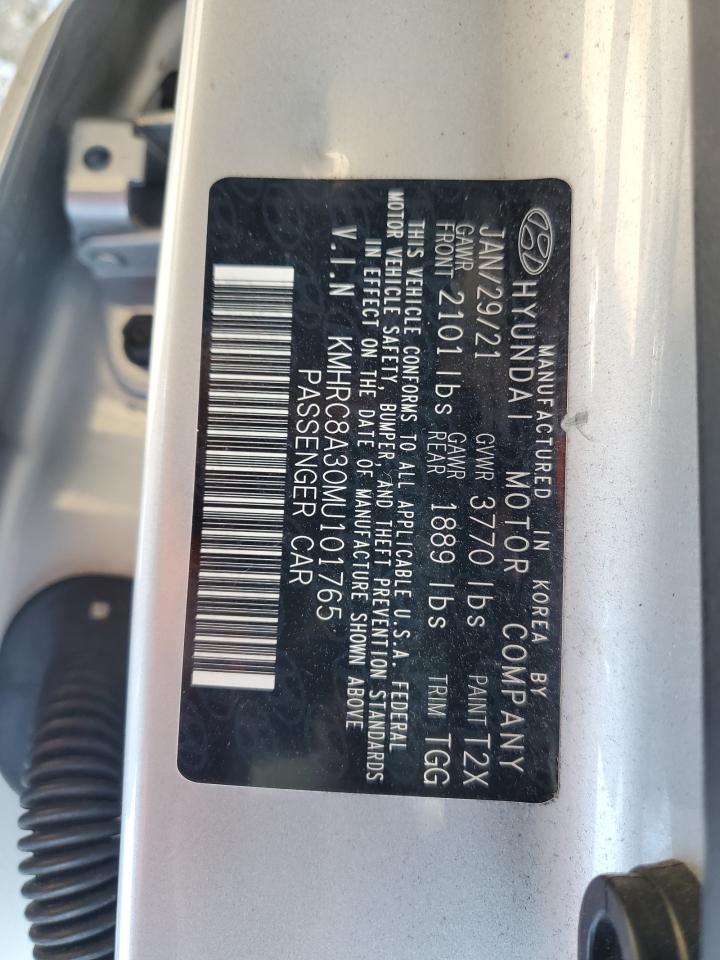 MANUFACTURED IN KOREA BY
HYUNDAI MOTOR COMPANY
JAN/29/21 GVWR 3770 lbs PAINT T2X
GAWR FRONT 2101 lbs GAWR REAR 1889 lbs TRIM TGG
THIS VEHICLE CONFORMS TO ALL APPLICABLE U.S.A. FEDERAL
MOTOR VEHICLE SAFETY, BUMPER, AND THEFT PREVENTION STANDARDS
IN EFFECT ON THE DATE OF MANUFACTURE SHOWN ABOVE
V.I.N KMHRC8A30MU101765
PASSENGER CAR